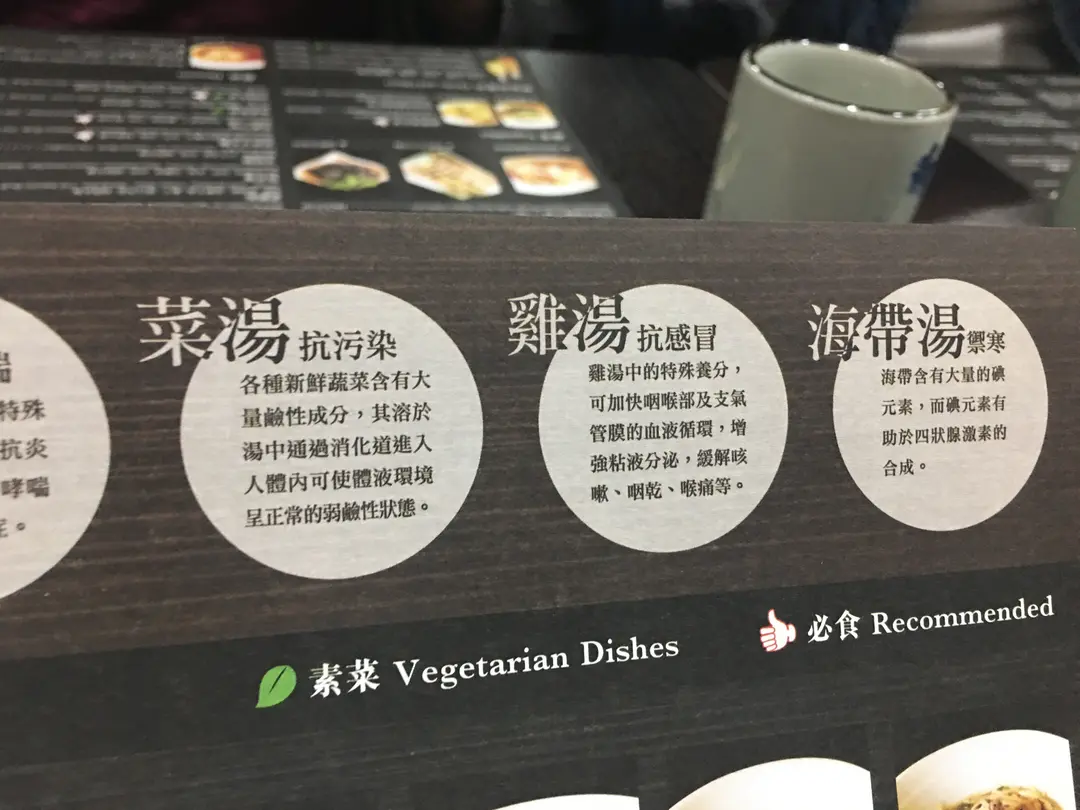 特殊
抗炎
哮喘
菜湯 抗污染
各種新鮮蔬菜含有大
量鹼性成分，其溶於
湯中通過消化道進入
人體內可使體液環境
呈正常的弱鹼性狀態。
雞湯 抗感冒
雞湯中的特殊養分，
可加快咽喉部及支氣
管膜的血液循環，增
強粘液分泌，緩解咳
嗽、咽乾、喉痛等。
海帶湯 禦寒
海帶含有大量的碘
元素，而碘元素有
助於四狀腺激素的
合成。
素菜 Vegetarian Dishes
必食 Recommended